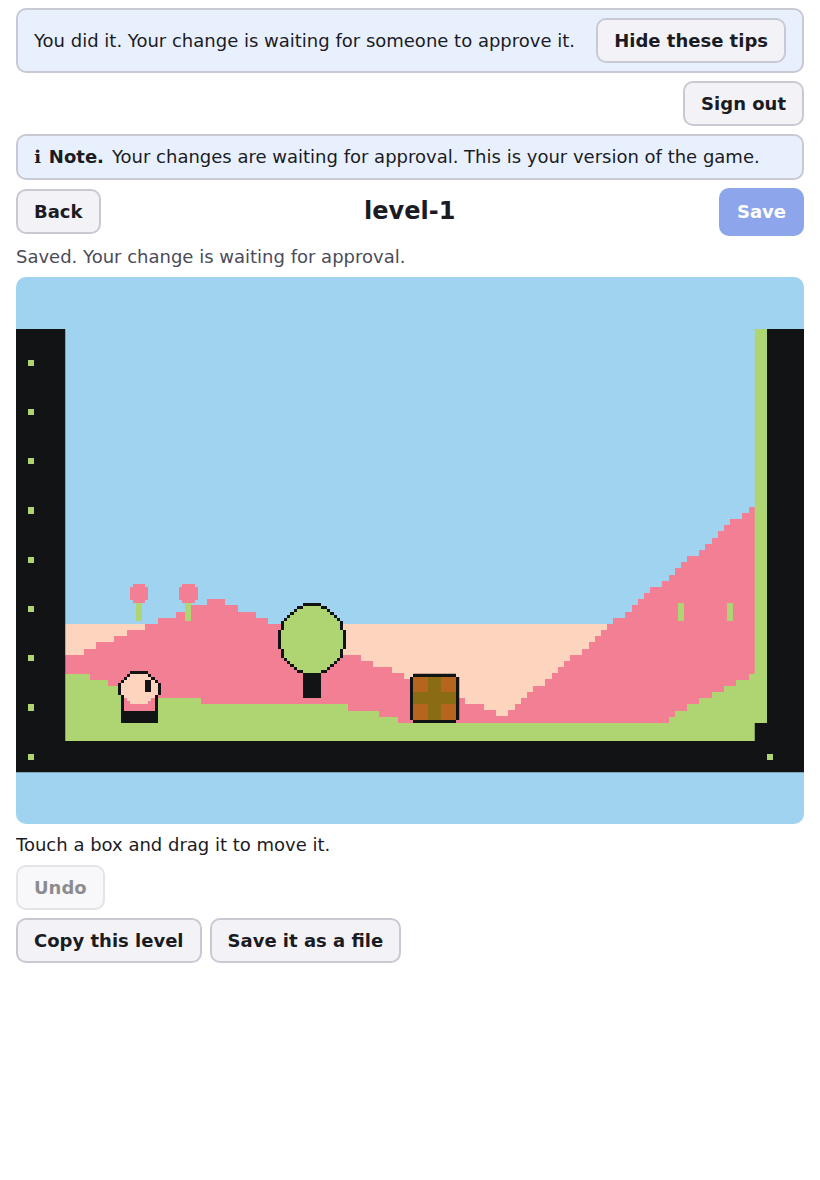 You did it. Your change is waiting for someone to approve it.
Hide these tips
Sign out
ℹ Note. Your changes are waiting for approval. This is your version of the game.
Back
level-1
Save
Saved. Your change is waiting for approval.
Touch a box and drag it to move it.
Undo
Copy this level
Save it as a file